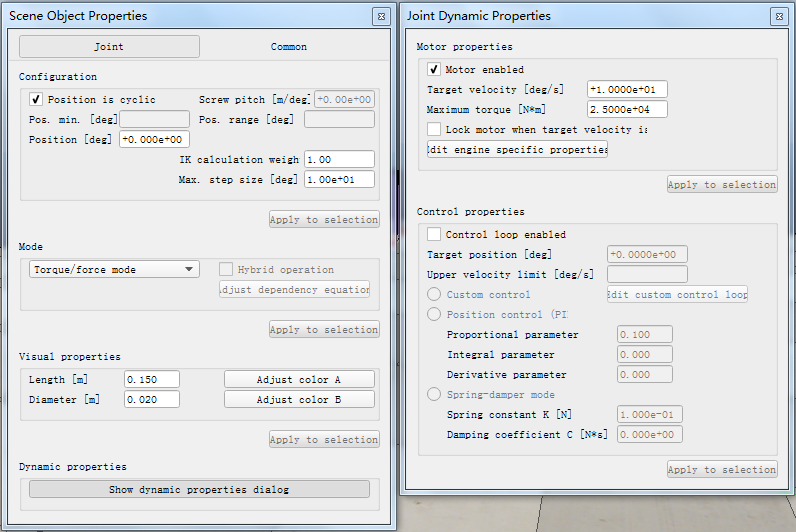 Scene Object Properties
Joint
Common
Configuration
Position is cyclic
Screw pitch [m/deg]
+0.00e+00
Pos. min. [deg]
Pos. range [deg]
Position [deg]
+0.000e+00
IK calculation weigh
1.00
Max. step size [deg]
1.00e+01
Apply to selection
Mode
Torque/force mode
Hybrid operation
Adjust dependency equation
Apply to selection
Visual properties
Length [m]
0.150
Adjust color A
Diameter [m]
0.020
Adjust color B
Apply to selection
Dynamic properties
Show dynamic properties dialog
Joint Dynamic Properties
Motor properties
Motor enabled
Target velocity [deg/s]
+1.0000e+01
Maximum torque [N*m]
2.5000e+04
Lock motor when target velocity is
Edit engine specific properties
Apply to selection
Control properties
Control loop enabled
Target position [deg]
+0.0000e+00
Upper velocity limit [deg/s]
Custom control
Edit custom control loop
Position control (PI
Proportional parameter
0.100
Integral parameter
0.000
Derivative parameter
0.000
Spring-damper mode
Spring constant K [N]
1.000e-01
Damping coefficient C [N*s]
0.000e+00
Apply to selection